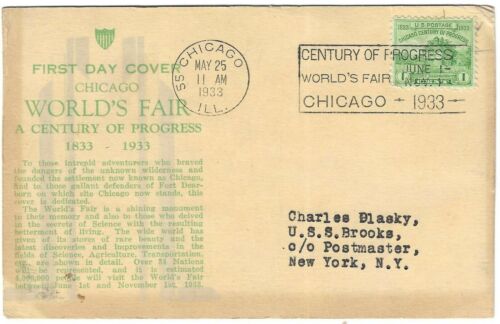 FIRST DAY COVER
CHICAGO
WORLD'S FAIR
A CENTURY OF PROGRESS
1833 - 1933
To those intrepid adventurers who braved
the dangers of the unknown wilderness and
founded the settlement now known as Chicago,
and to those gallant defenders of Fort Dear-
born on which site Chicago now stands, this
cover is dedicated.
The World's Fair is a shining monument
to their memory and also to those who delved
in the secrets of Science with the resulting
betterment of living. The wide world has
given of its stores of rare beauty and the
latest discoveries and improvements in the
fields of Science, Agriculture, Transportation,
etc., are shown in detail. Over 51 Nations
will be represented, and it is estimated
people will visit the World's Fair
between June 1st and November 1st, 1933.
55 CHICAGO
MAY 25
11 AM
1933
ILL.
CENTURY OF PROGRESS
JUNE 1-
WORLD'S FAIR
CHICAGO - 1933 -
U.S. POSTAGE
1833 1933
CHICAGO CENTURY OF PROGRESS
1 1
Charles Dlasky,
U.S.S.Brooks,
c/o Postmaster,
New York, N.Y.